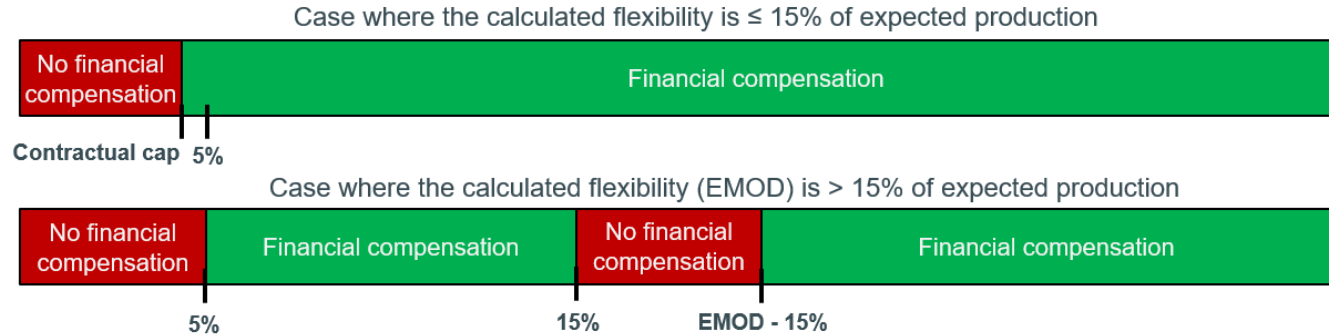 Case where the calculated flexibility is ≤ 15% of expected production
No financial
compensation
Financial compensation
Contractual cap 5%
Case where the calculated flexibility (EMOD) is > 15% of expected production
No financial
compensation
Financial compensation
No financial
compensation
Financial compensation
5%
15%
EMOD - 15%